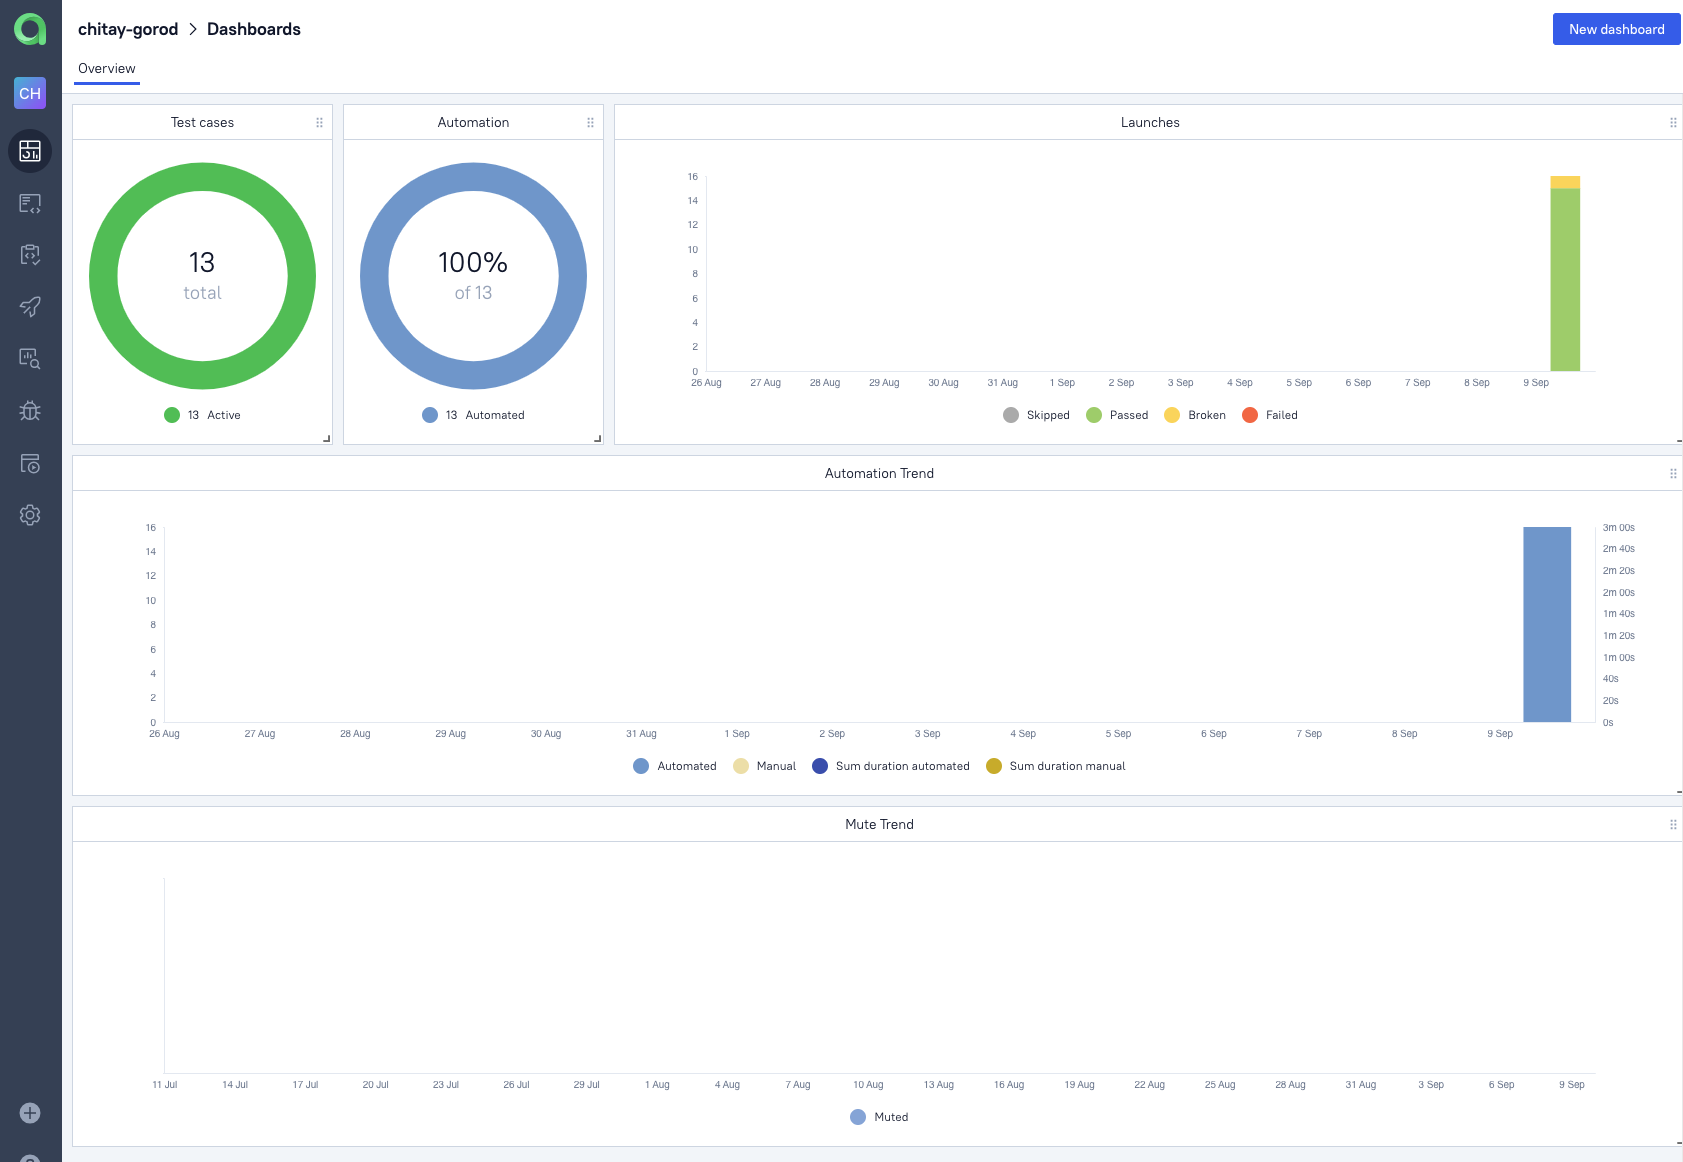 chitay-gorod > Dashboards
New dashboard
Overview
CH
Test cases
13
total
13 Active
Automation
100%
of 13
13 Automated
Launches
16
14
12
10
8
6
4
2
0
26 Aug 27 Aug 28 Aug 29 Aug 30 Aug 31 Aug 1 Sep 2 Sep 3 Sep 4 Sep 5 Sep 6 Sep 7 Sep 8 Sep 9 Sep
Skipped Passed Broken Failed
Automation Trend
16
14
12
10
8
6
4
2
0
3m 00s
2m 40s
2m 20s
2m 00s
1m 40s
1m 20s
1m 00s
40s
20s
0s
26 Aug 27 Aug 28 Aug 29 Aug 30 Aug 31 Aug 1 Sep 2 Sep 3 Sep 4 Sep 5 Sep 6 Sep 7 Sep 8 Sep 9 Sep
Automated Manual Sum duration automated Sum duration manual
Mute Trend
11 Jul 14 Jul 17 Jul 20 Jul 23 Jul 26 Jul 29 Jul 1 Aug 4 Aug 7 Aug 10 Aug 13 Aug 16 Aug 19 Aug 22 Aug 25 Aug 28 Aug 31 Aug 3 Sep 6 Sep 9 Sep
Muted